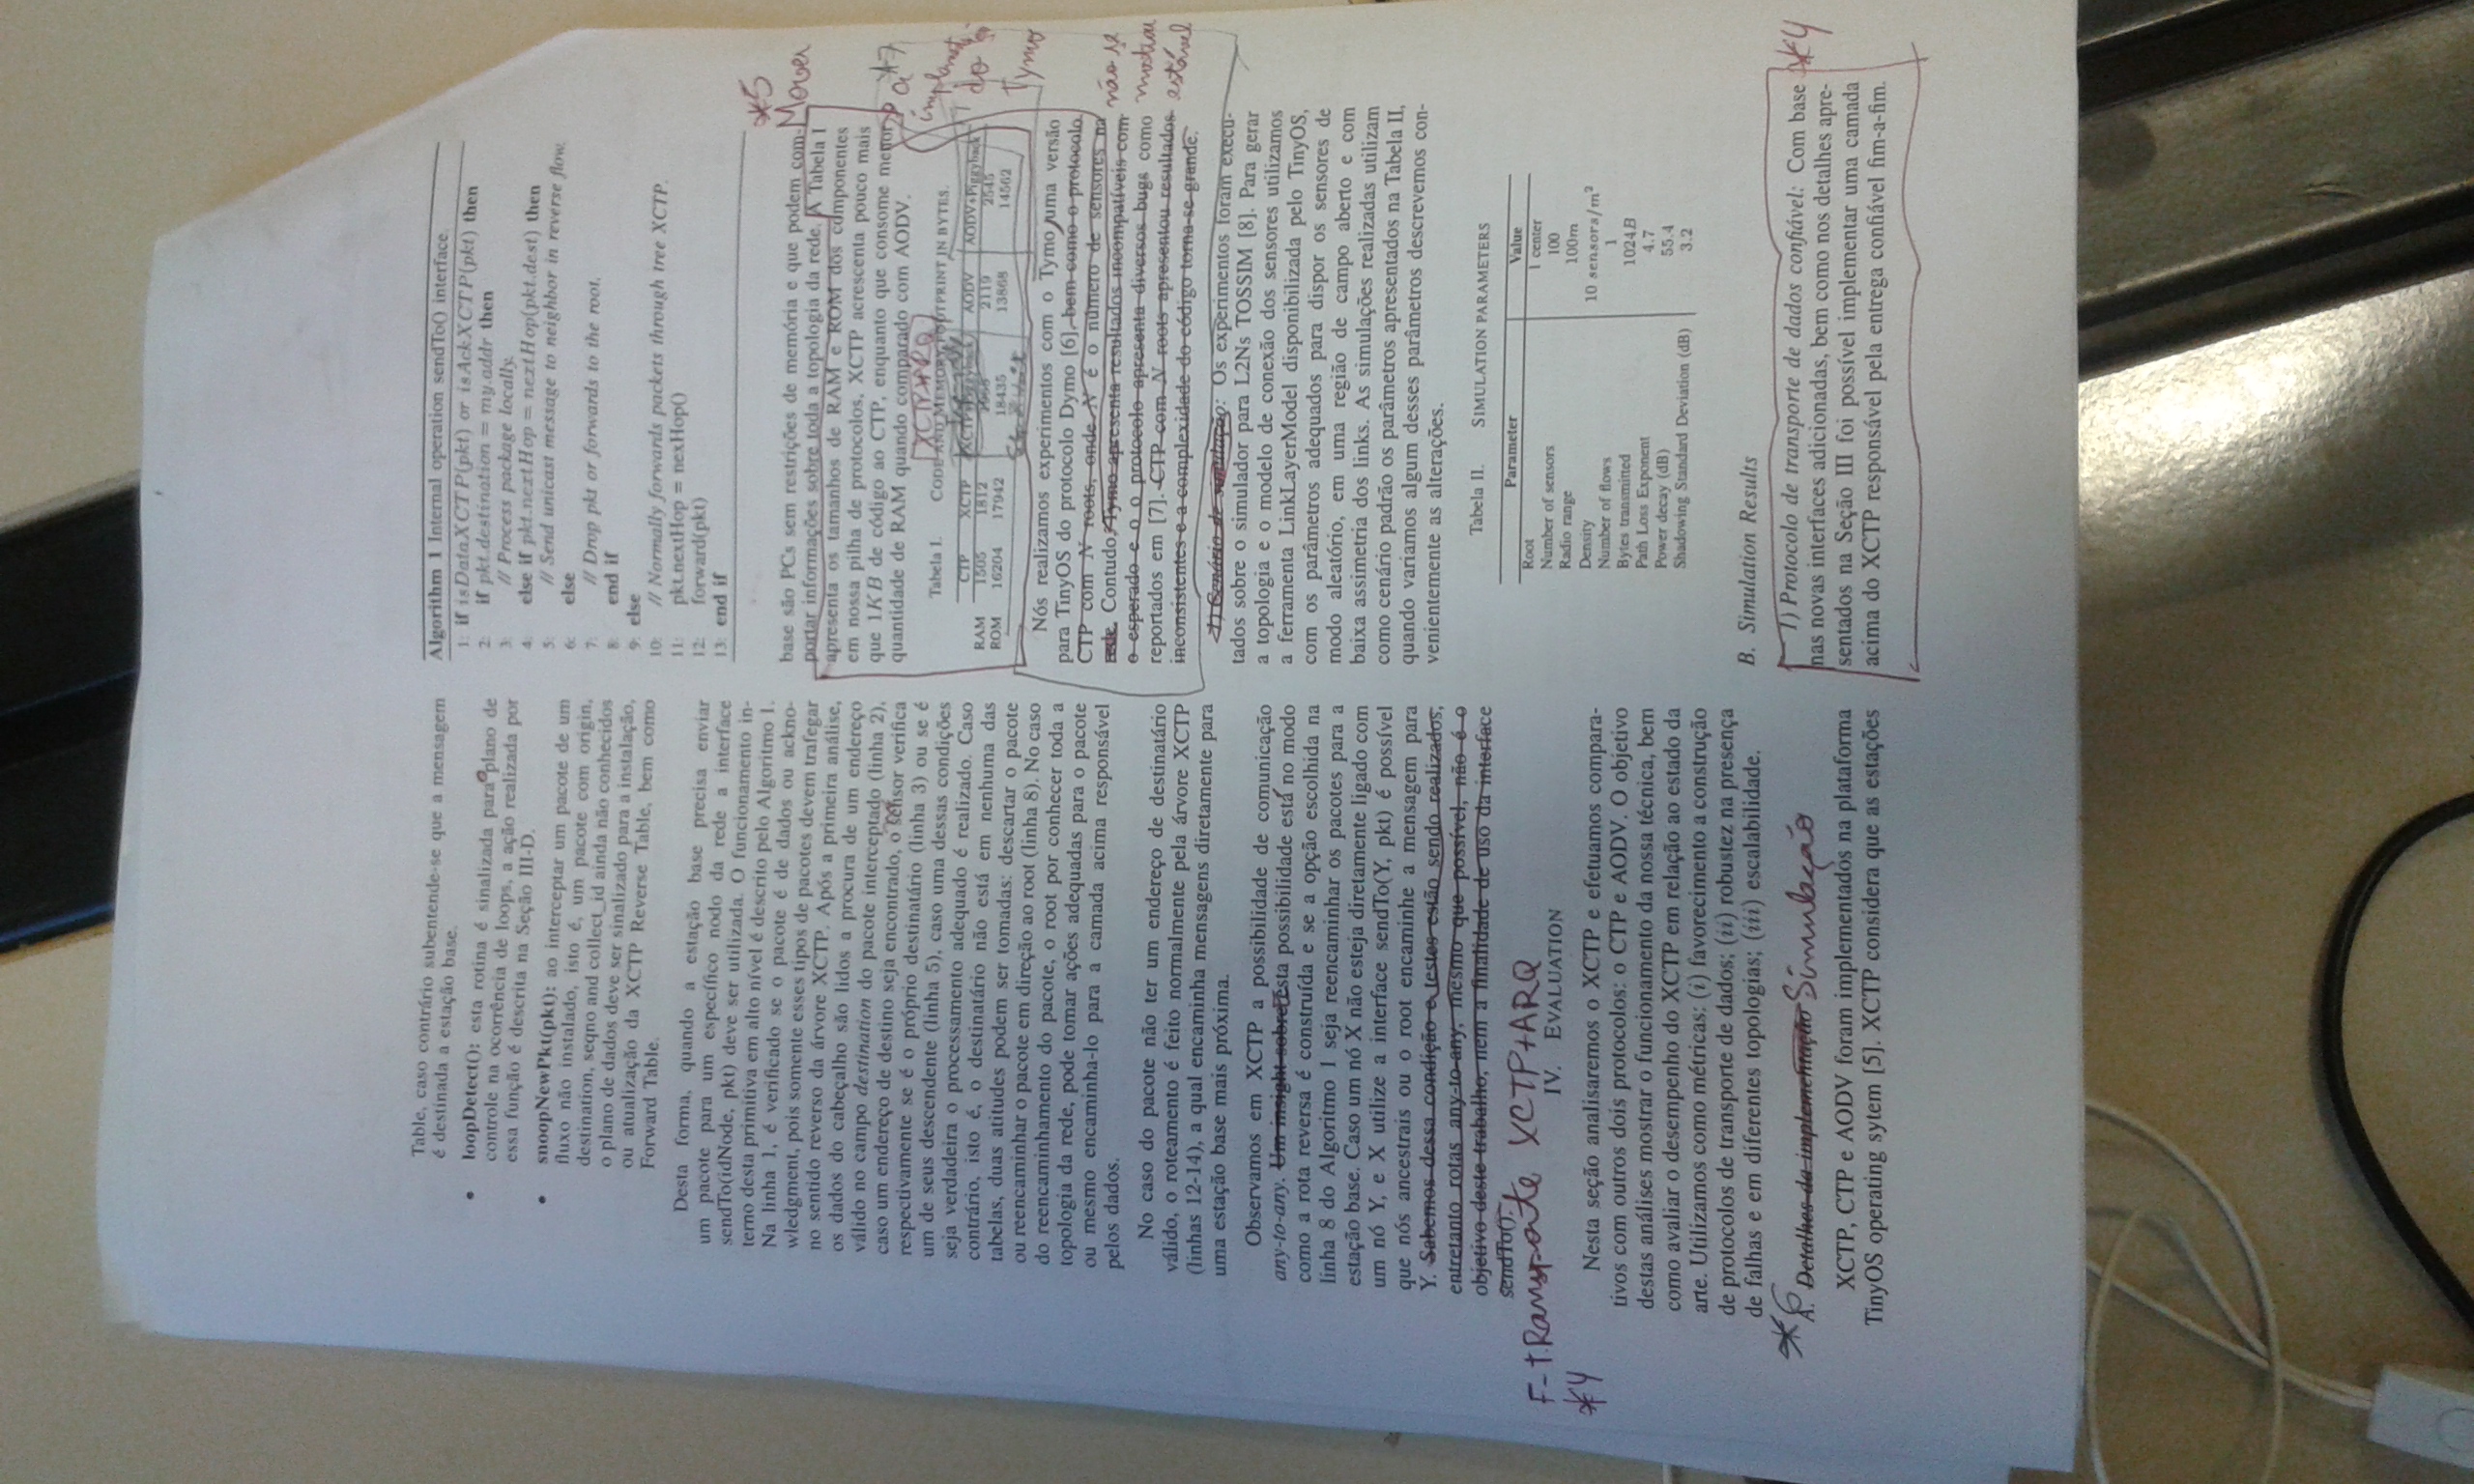 Table, caso contrário subentende-se que a mensagem
é destinada a estação base.
• loopDetect(): esta rotina é sinalizada para o plano de
controle na ocorrência de loops, a ação realizada por
essa função é descrita na Seção III-D.
• snoopNewPkt(pkt): ao interceptar um pacote de um
fluxo não instalado, isto é, um pacote com origin,
destination, seqno and collect_id ainda não conhecidos
o plano de dados deve ser sinalizado para a instalação,
ou atualização da XCTP Reverse Table, bem como
Forward Table.
Desta forma, quando a estação base precisa enviar
um pacote para um específico nodo da rede a interface
sendTo(idNode, pkt) deve ser utilizada. O funcionamento in-
terno desta primitiva em alto nível é descrito pelo Algoritmo 1.
Na linha 1, é verificado se o pacote é de dados ou ackno-
wledgment, pois somente esses tipos de pacotes devem trafegar
no sentido reverso da árvore XCTP. Após a primeira análise,
os dados do cabeçalho são lidos a procura de um endereço
válido no campo destination do pacote interceptado (linha 2),
caso um endereço de destino seja encontrado, o sensor verifica
respectivamente se é o próprio destinatário (linha 3) ou se é
um de seus descendente (linha 5), caso uma dessas condições
seja verdadeira o processamento adequado é realizado. Caso
contrário, isto é, o destinatário não está em nenhuma das
tabelas, duas atitudes podem ser tomadas: descartar o pacote
ou reencaminhar o pacote em direção ao root (linha 8). No caso
do reencaminhamento do pacote, o root por conhecer toda a
topologia da rede, pode tomar ações adequadas para o pacote
ou mesmo encaminha-lo para a camada acima responsável
pelos dados.
No caso do pacote não ter um endereço de destinatário
válido, o roteamento é feito normalmente pela árvore XCTP
(linhas 12-14), a qual encaminha mensagens diretamente para
uma estação base mais próxima.
Observamos em XCTP a possibilidade de comunicação
any-to-any. Um insight sobre Esta possibilidade está no modo
como a rota reversa é construída e se a opção escolhida na
linha 8 do Algoritmo 1 seja reencaminhar os pacotes para a
estação base. Caso um nó X não esteja diretamente ligado com
um nó Y, e X utilize a interface sendTo(Y, pkt) é possível
que nós ancestrais ou o root encaminhe a mensagem para
Y. Sabemos dessa condição e testes estão sendo realizados,
entretanto rotas any-to-any, mesmo que possível, não é o
objetivo deste trabalho, nem a finalidade de uso da interface
sendTo().
F-TRansporte XCTP+ARQ
*4
IV. EVALUATION
Nesta seção analisaremos o XCTP e efetuamos compara-
tivos com outros dois protocolos: o CTP e AODV. O objetivo
destas análises mostrar o funcionamento da nossa técnica, bem
como avaliar o desempenho do XCTP em relação ao estado da
arte. Utilizamos como métricas: (i) favorecimento a construção
de protocolos de transporte de dados; (ii) robustez na presença
de falhas e em diferentes topologias; (iii) escalabilidade.
*6
A. Detalhes da implementação Simulação
XCTP, CTP e AODV foram implementados na plataforma
TinyOS operating sytem [5]. XCTP considera que as estações
Algorithm 1 Internal operation sendTo() interface.
1: if isDataXCTP(pkt) or isAckXCTP(pkt) then
2: if pkt.destination = my.addr then
3: // Process package locally.
4: else if pkt.nextHop = nextHop(pkt.dest) then
5: // Send unicast message to neighbor in reverse flow.
6: else
7: // Drop pkt or forwards to the root.
8: end if
9: else
10: // Normally forwards packets through tree XCTP.
11: pkt.nextHop = nexHop()
12: forward(pkt)
13: end if
*5
Mover
base são PCs sem restrições de memória e que podem com-
portar informações sobre toda a topologia da rede. A Tabela I
apresenta os tamanhos de RAM e ROM dos componentes
em nossa pilha de protocolos. XCTP acrescenta pouco mais
que 1KB de código ao CTP, enquanto que consome menor
quantidade de RAM quando comparado com AODV.
*7
a
do
Tymo
XCTP+ARQ
Tabela I. CODE AND MEMORY FOOTPRINT IN BYTES.
CTP XCTP XCTP+Piggyback AODV AODV+Piggyback
RAM 1505 1812 2119 2545
ROM 16204 17942 18435 13868 14562
Nós realizamos experimentos com o Tymo, uma versão
para TinyOS do protocolo Dymo [6], bem como o protocolo
CTP com N roots, onde N é o número de sensores na
rede. Contudo, Tymo apresenta resultados incompatíveis com
o esperado e o o protocolo apresenta diversos bugs como
reportados em [7]. CTP com N roots apresentou resultados
inconsistentes e a complexidade do código torna-se grande.
não se
mostrou
estável
1) Cenário de simulação: Os experimentos foram execu-
tados sobre o simulador para L2Ns TOSSIM [8]. Para gerar
a topologia e o modelo de conexão dos sensores utilizamos
a ferramenta LinkLayerModel disponibilizada pelo TinyOS,
com os parâmetros adequados para dispor os sensores de
modo aleatório, em uma região de campo aberto e com
baixa assimetria dos links. As simulações realizadas utilizam
como cenário padrão os parâmetros apresentados na Tabela II,
quando variamos algum desses parâmetros descrevemos con-
venientemente as alterações.
Tabela II. SIMULATION PARAMETERS
Parameter Value
Root 1 center
Number of sensors 100
Radio range 100m
Density 10 sensors/m²
Number of flows 1
Bytes transmitted 1024B
Path Loss Exponent 4.7
Power decay (dB) 55.4
Shadowing Standard Deviation (dB) 3.2
B. Simulation Results
1) Protocolo de transporte de dados confiável: Com base
nas novas interfaces adicionadas, bem como nos detalhes apre-
sentados na Seção III foi possível implementar uma camada
acima do XCTP responsável pela entrega confiável fim-a-fim.
*4